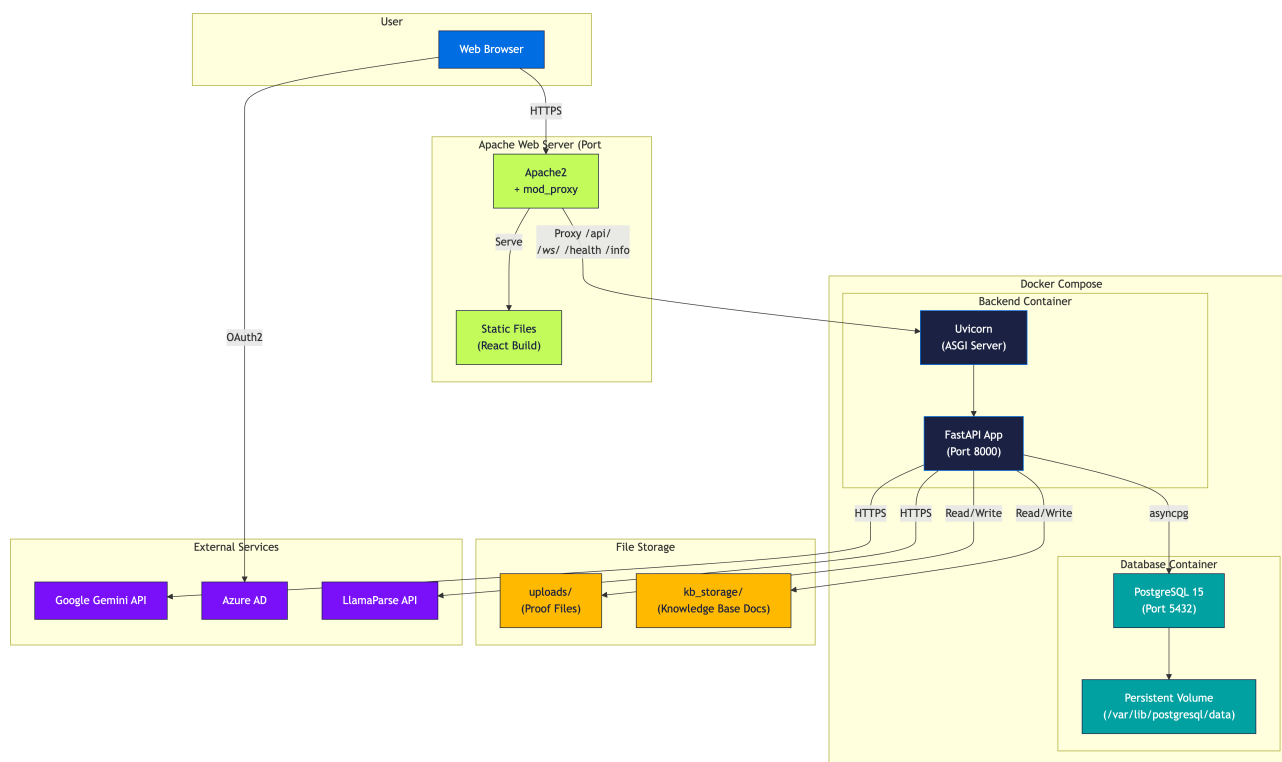 User
Web Browser
HTTPS
Apache Web Server (Port
Apache2
+ mod_proxy
Serve
Proxy /api/
/ws/ /health /info
Static Files
(React Build)
OAuth2
Docker Compose
Backend Container
Uvicorn
(ASGI Server)
FastAPI App
(Port 8000)
HTTPS
HTTPS
Read/Write
Read/Write
asyncpg
External Services
Google Gemini API
Azure AD
LlamaParse API
File Storage
uploads/
(Proof Files)
kb_storage/
(Knowledge Base Docs)
Database Container
PostgreSQL 15
(Port 5432)
Persistent Volume
(/var/lib/postgresql/data)